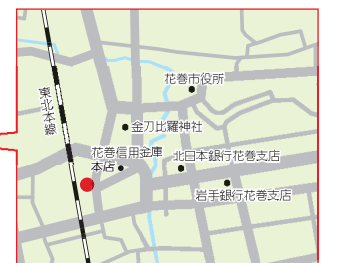 花巻市役所
東北本線
金刀比羅神社
花巻信用金庫
本店
北日本銀行花巻支店
岩手銀行花巻支店